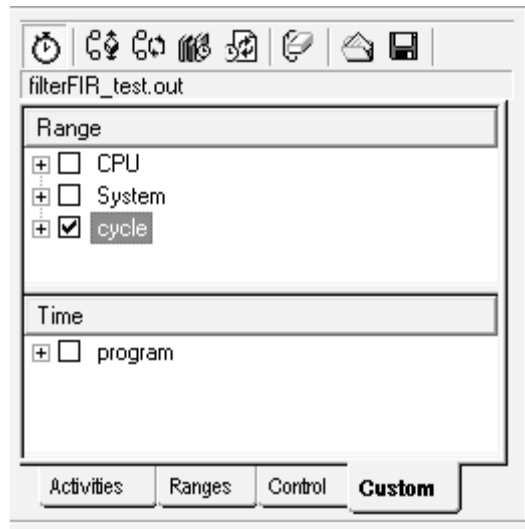 filterFIR_test.out
Range
CPU
System
cycle
Time
program
Activities Ranges Control Custom